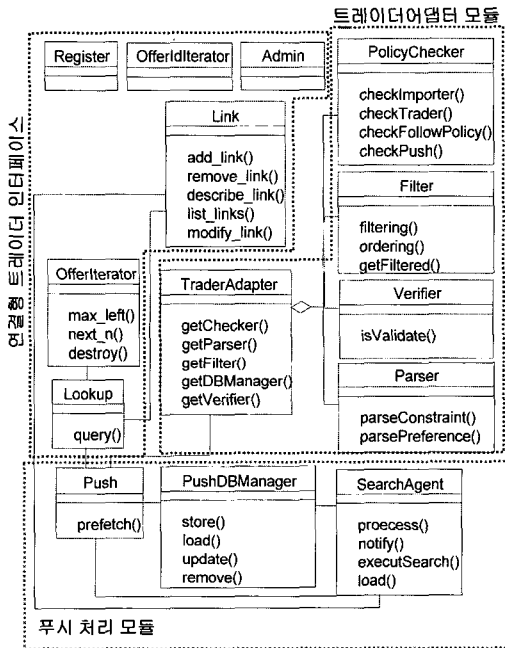 트레이더어댑터 모듈
연결형 트레이더 인터페이스
Register
OfferIdIterator
Admin
PolicyChecker
checkImporter()
checkTrader()
checkFollowPolicy()
checkPush()
Link
add_link()
remove_link()
describe_link()
list_links()
modify_link()
Filter
filtering()
ordering()
getFiltered()
OfferIterator
max_left()
next_n()
destroy()
TraderAdapter
getChecker()
getParser()
getFilter()
getDBManager()
getVerifier()
Verifier
isValidate()
Lookup
query()
Parser
parseConstraint()
parsePreference()
Push
prefetch()
PushDBManager
store()
load()
update()
remove()
SearchAgent
proecess()
notify()
executSearch()
load()
푸시 처리 모듈